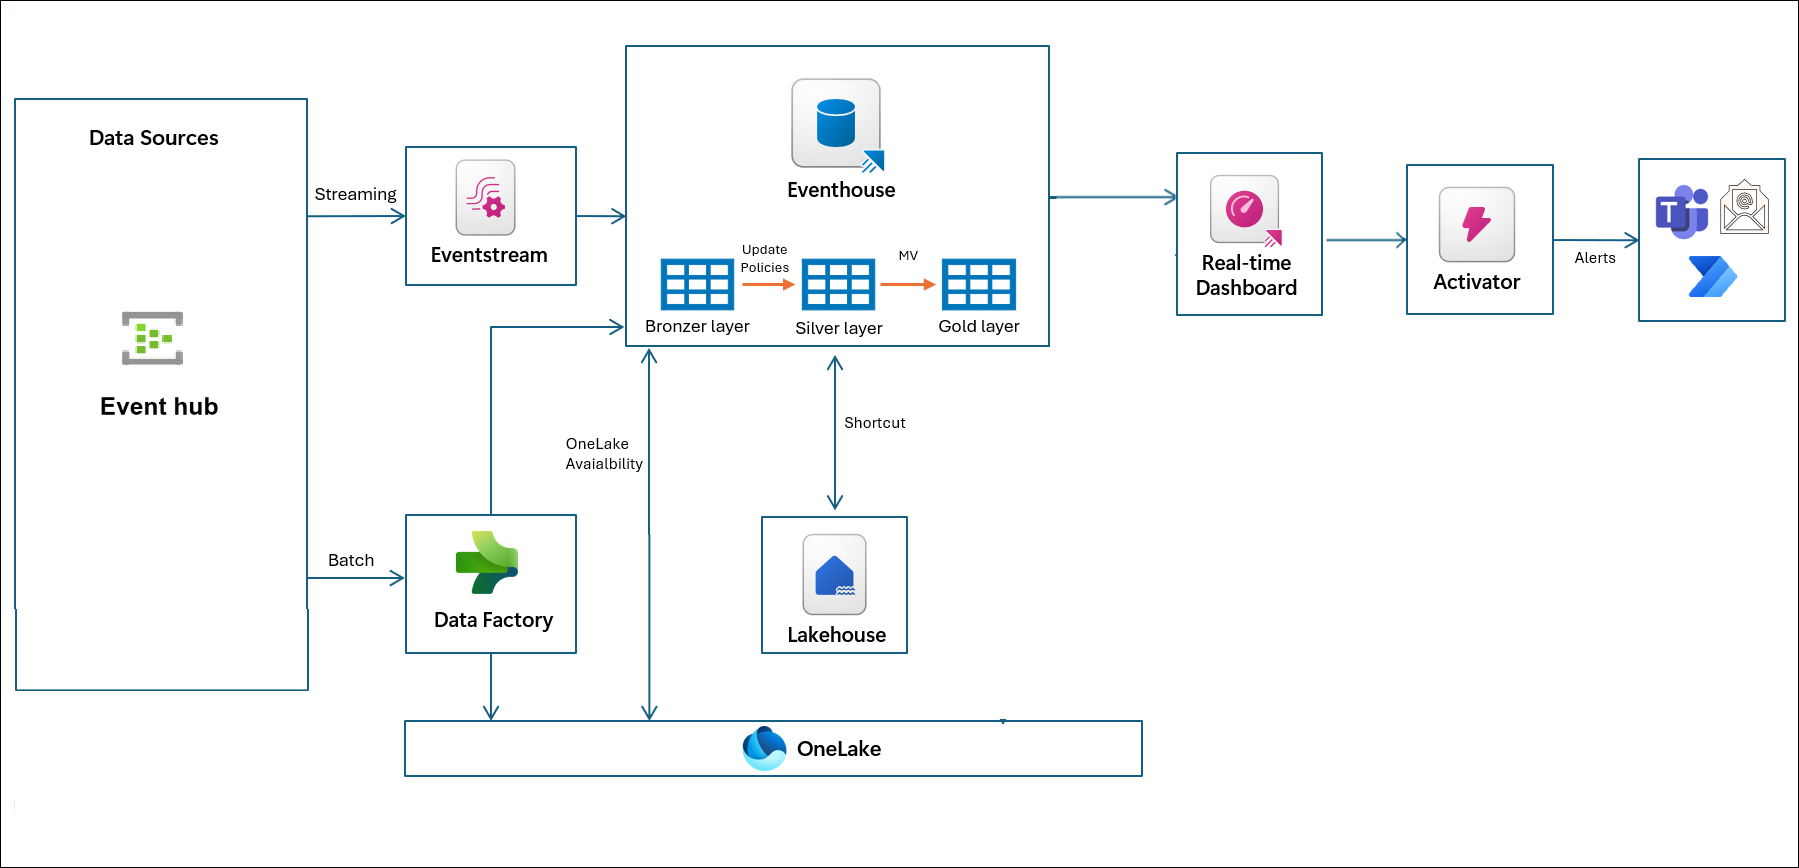 Data Sources
Event hub
Streaming
Eventstream
Eventhouse
Update
Policies
MV
Bronzer layer
Silver layer
Gold layer
Real-time
Dashboard
Activator
Alerts
T
OneLake
Avaialbility
Shortcut
Batch
Data Factory
Lakehouse
OneLake